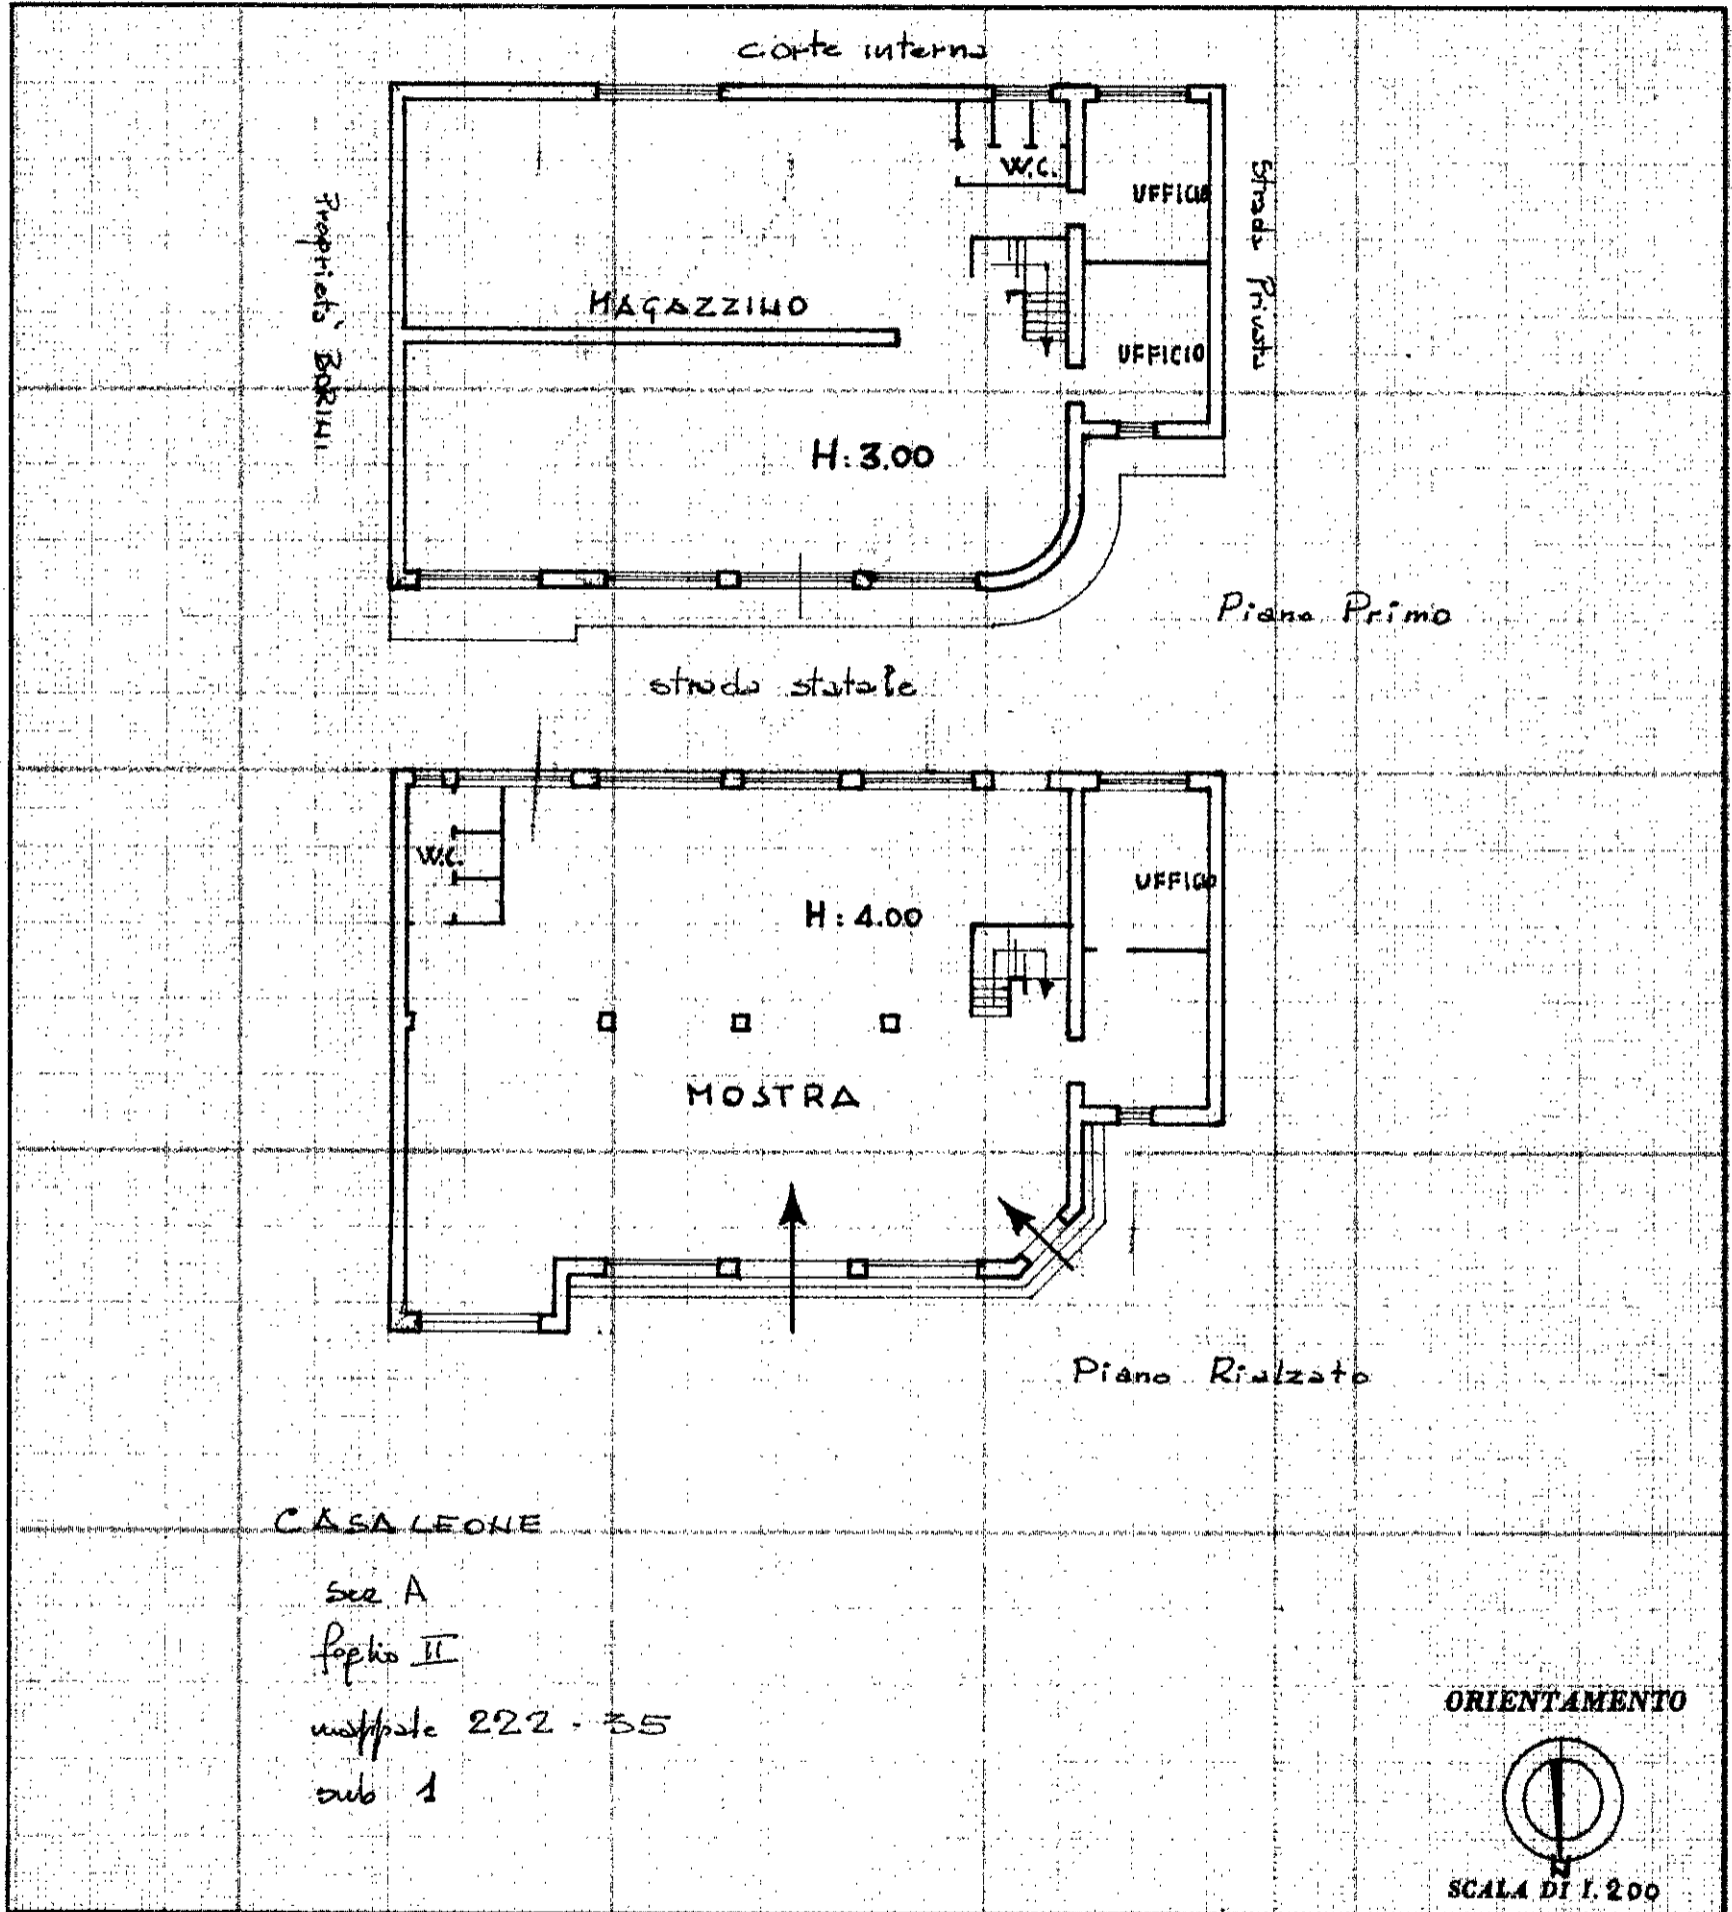 corte interna
W.C.
UFFICIO
Strada Privata
Proprietà BORINI
MAGAZZINO
UFFICIO
H: 3.00
Piano Primo
strada statale
W.C.
UFFICIO
H: 4.00
MOSTRA
Piano Rialzato
CASALEONE
sez A
foglio II
mappale 222 - 35
sub 1
ORIENTAMENTO
N
SCALA DI 1. 200